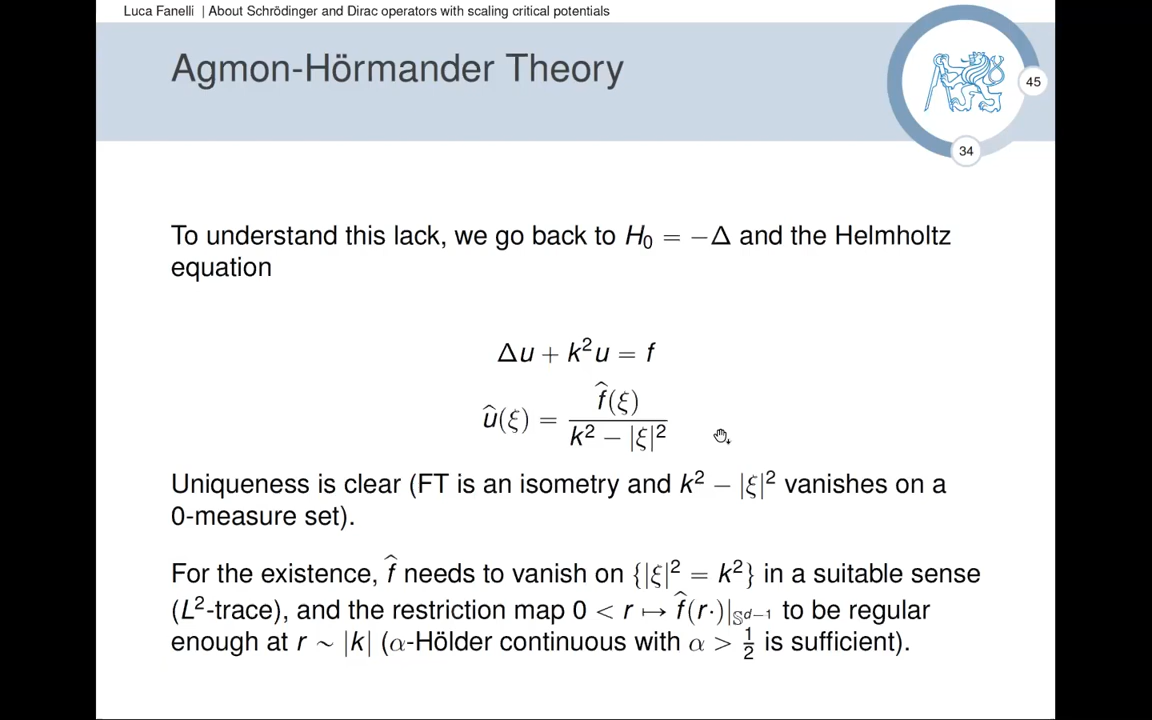 Luca Fanelli | About Schrödinger and Dirac operators with scaling critical potentials
Agmon-Hörmander Theory
45
34
To understand this lack, we go back to H₀ = −Δ and the Helmholtz
equation
Δu + k²u = f
û(ξ) = f̂(ξ) / (k² − |ξ|²)
Uniqueness is clear (FT is an isometry and k² − |ξ|² vanishes on a
0-measure set).
For the existence, f̂ needs to vanish on {|ξ|² = k²} in a suitable sense
(L²-trace), and the restriction map 0 < r ↦ f̂(r·)|_{𝕊^{d−1}} to be regular
enough at r ∼ |k| (α-Hölder continuous with α > 1/2 is sufficient).